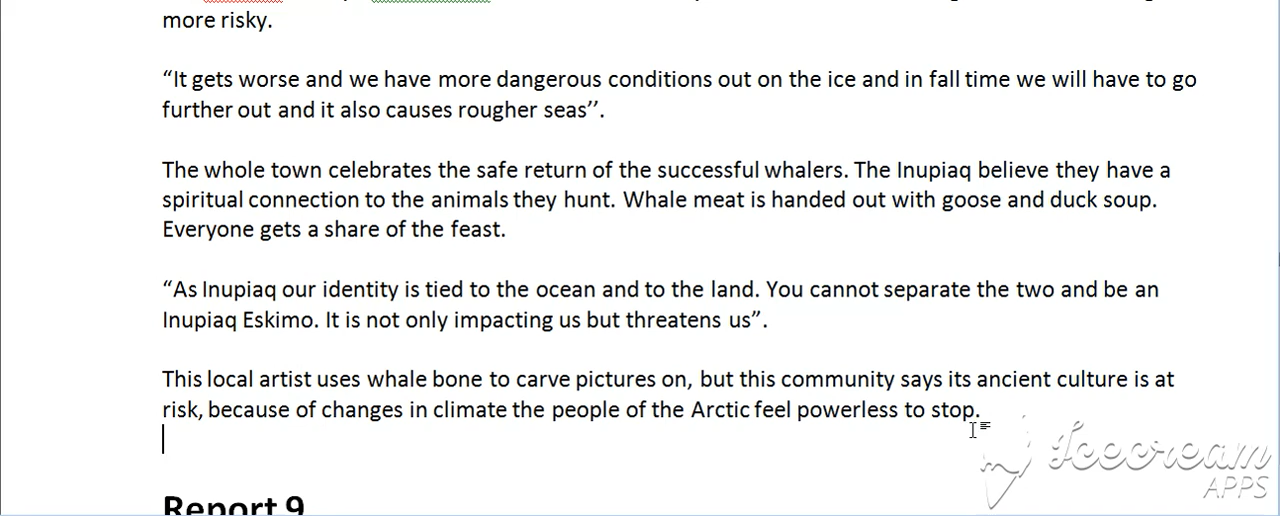 more risky.
“It gets worse and we have more dangerous conditions out on the ice and in fall time we will have to go
further out and it also causes rougher seas”.
The whole town celebrates the safe return of the successful whalers. The Inupiaq believe they have a
spiritual connection to the animals they hunt. Whale meat is handed out with goose and duck soup.
Everyone gets a share of the feast.
“As Inupiaq our identity is tied to the ocean and to the land. You cannot separate the two and be an
Inupiaq Eskimo. It is not only impacting us but threatens us”.
This local artist uses whale bone to carve pictures on, but this community says its ancient culture is at
risk, because of changes in climate the people of the Arctic feel powerless to stop.
Icecream
APPS
Report 9